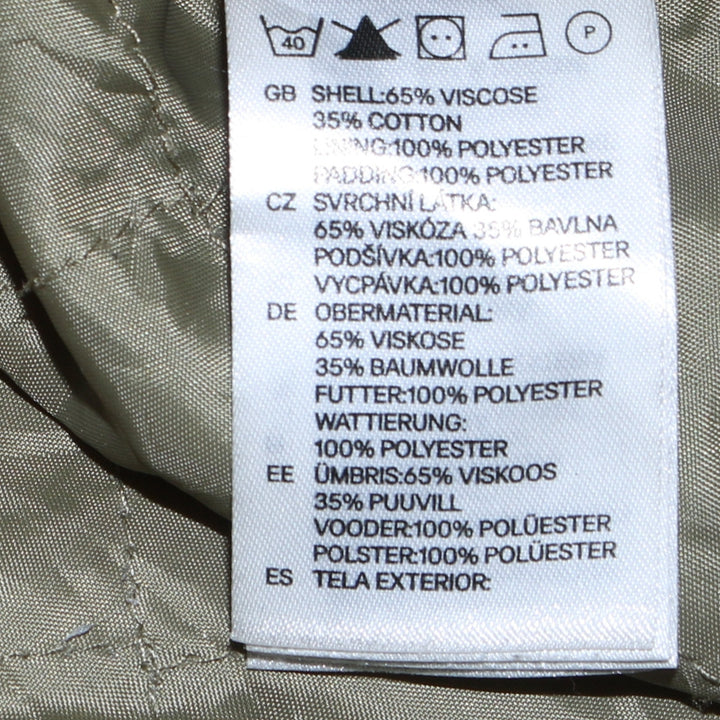 40 P
GB SHELL:65% VISCOSE
35% COTTON
LINING:100% POLYESTER
PADDING:100% POLYESTER
CZ SVRCHNÍ LÁTKA:
65% VISKÓZA 35% BAVLNA
PODŠÍVKA:100% POLYESTER
VYCPÁVKA:100% POLYESTER
DE OBERMATERIAL:
65% VISKOSE
35% BAUMWOLLE
FUTTER:100% POLYESTER
WATTIERUNG:
100% POLYESTER
EE ÜMBRIS:65% VISKOOS
35% PUUVILL
VOODER:100% POLÜESTER
POLSTER:100% POLÜESTER
ES TELA EXTERIOR: